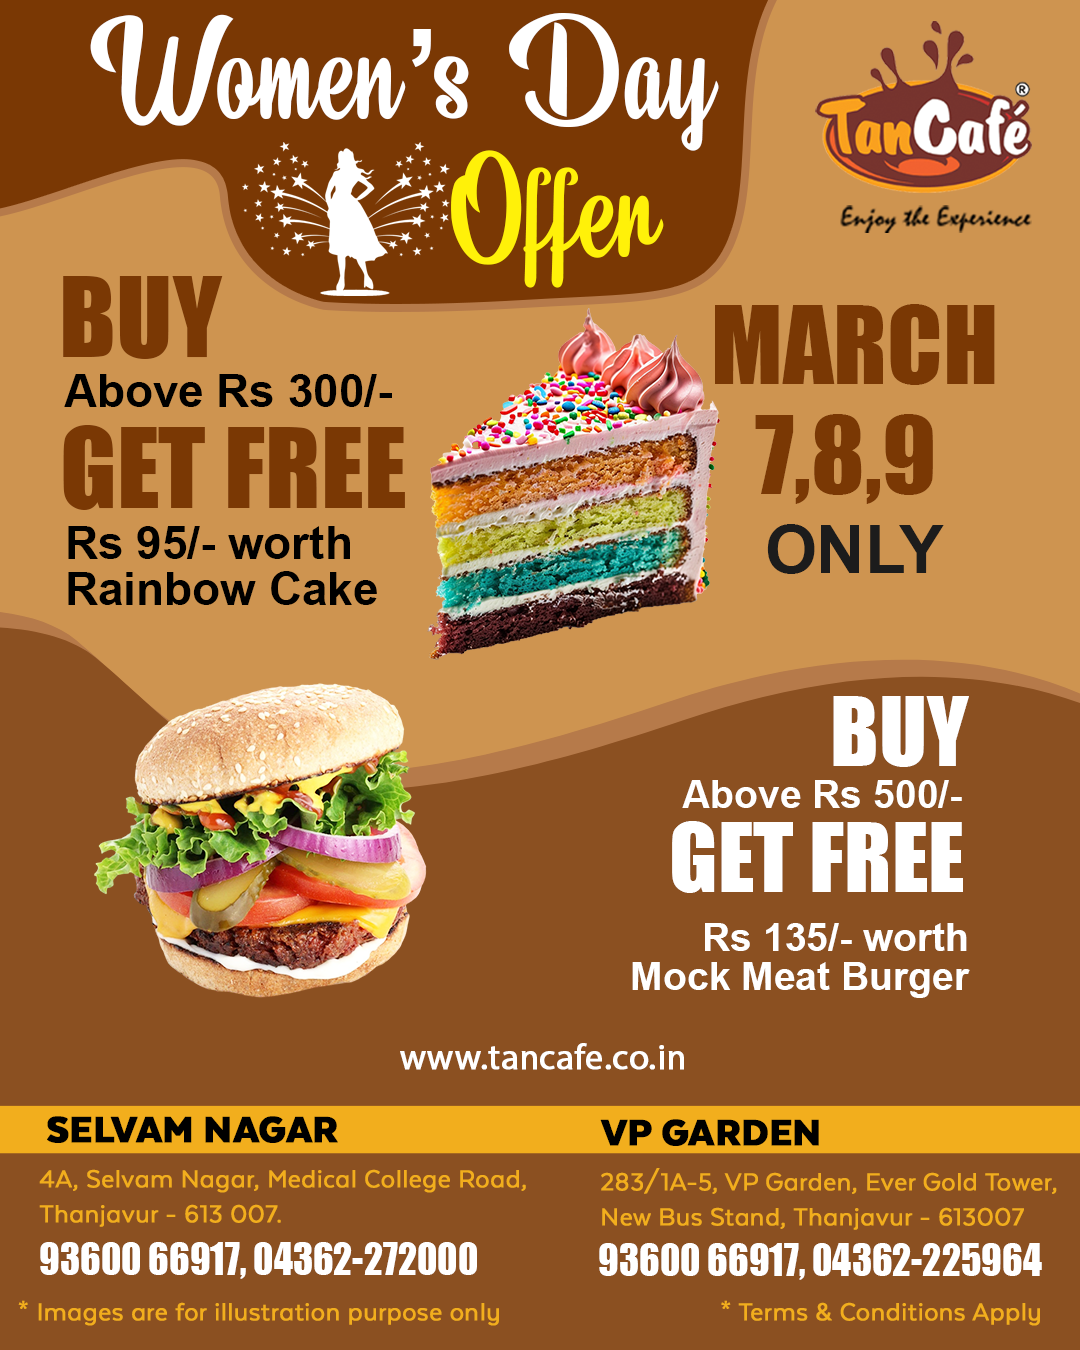 Women's Day
Offer
TanCafé®
Enjoy the Experience
BUY
Above Rs 300/-
GET FREE
Rs 95/- worth
Rainbow Cake
MARCH
7,8,9
ONLY
BUY
Above Rs 500/-
GET FREE
Rs 135/- worth
Mock Meat Burger
www.tancafe.co.in
SELVAM NAGAR
4A, Selvam Nagar, Medical College Road,
Thanjavur - 613 007.
93600 66917, 04362-272000
* Images are for illustration purpose only
VP GARDEN
283/1A-5, VP Garden, Ever Gold Tower,
New Bus Stand, Thanjavur - 613007
93600 66917, 04362-225964
* Terms & Conditions Apply